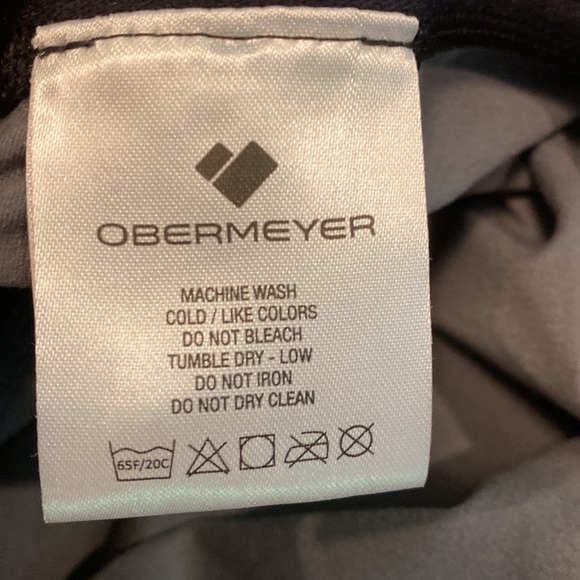 OBERMEYER
MACHINE WASH
COLD / LIKE COLORS
DO NOT BLEACH
TUMBLE DRY - LOW
DO NOT IRON
DO NOT DRY CLEAN
65F/20C